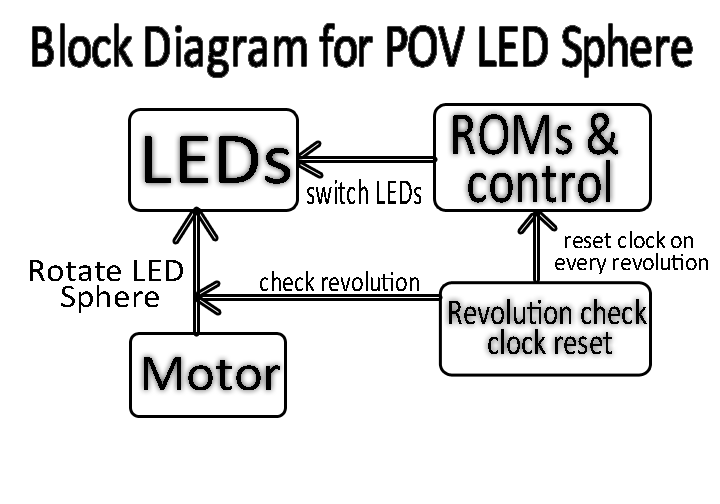 Block Diagram for POV LED Sphere
LEDs
ROMs &
control
switch LEDs
reset clock on
every revolution
Rotate LED
Sphere
check revolution
Revolution check
clock reset
Motor